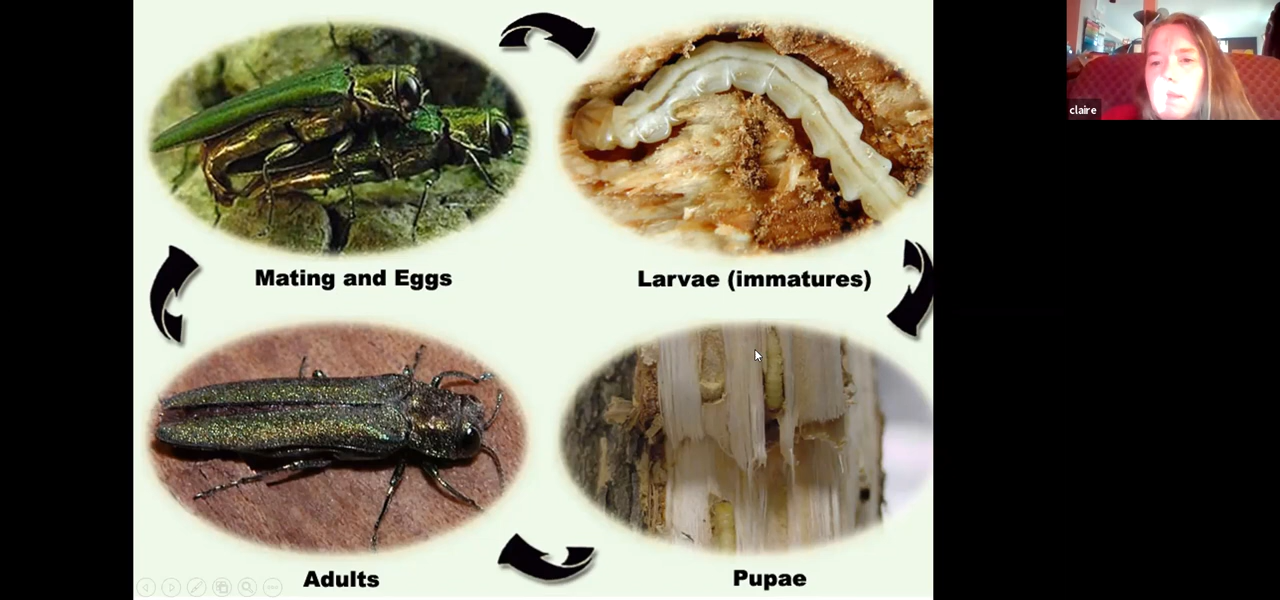 claire
Mating and Eggs
Larvae (immatures)
Adults
Pupae